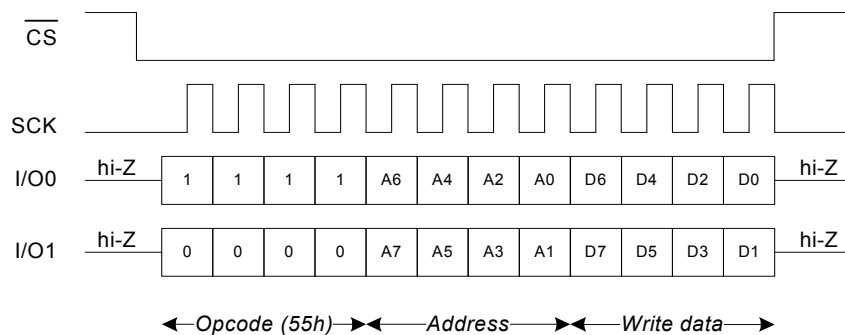 CS
SCK
I/O0 hi-Z 1 1 1 1 A6 A4 A2 A0 D6 D4 D2 D0 hi-Z
I/O1 hi-Z 0 0 0 0 A7 A5 A3 A1 D7 D5 D3 D1 hi-Z
Opcode (55h) Address Write data